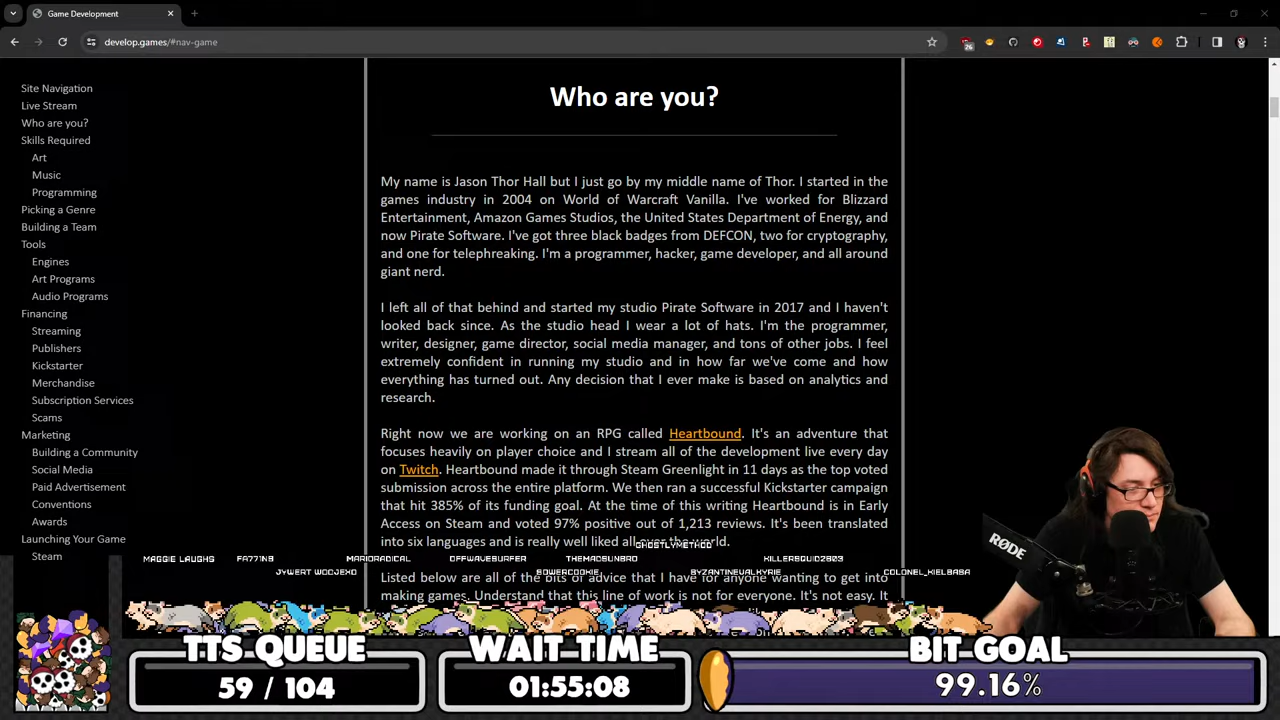 Game Development
develop.games/#nav-game
26
Site Navigation
Live Stream
Who are you?
Skills Required
Art
Music
Programming
Picking a Genre
Building a Team
Tools
Engines
Art Programs
Audio Programs
Financing
Streaming
Publishers
Kickstarter
Merchandise
Subscription Services
Scams
Marketing
Building a Community
Social Media
Paid Advertisement
Conventions
Awards
Launching Your Game
Steam
Who are you?
My name is Jason Thor Hall but I just go by my middle name of Thor. I started in the
games industry in 2004 on World of Warcraft Vanilla. I've worked for Blizzard
Entertainment, Amazon Games Studios, the United States Department of Energy, and
now Pirate Software. I've got three black badges from DEFCON, two for cryptography,
and one for telephreaking. I'm a programmer, hacker, game developer, and all around
giant nerd.
I left all of that behind and started my studio Pirate Software in 2017 and I haven't
looked back since. As the studio head I wear a lot of hats. I'm the programmer,
writer, designer, game director, social media manager, and tons of other jobs. I feel
extremely confident in running my studio and in how far we've come and how
everything has turned out. Any decision that I ever make is based on analytics and
research.
Right now we are working on an RPG called Heartbound. It's an adventure that
focuses heavily on player choice and I stream all of the development live every day
on Twitch. Heartbound made it through Steam Greenlight in 11 days as the top voted
submission across the entire platform. We then ran a successful Kickstarter campaign
that hit 385% of its funding goal. At the time of this writing Heartbound is in Early
Access on Steam and voted 97% positive out of 1,213 reviews. It's been translated
into six languages and is really well liked all over the world.
GHOSTLYMETHOD
MAGGIE LAUGHS FA771N9 MARIORADICAL OFFWAVESURFER THEMACBUNBRO KILLERSQUID2803
JYWERT WOCJEXO BOWERCOOKIE BYZANTINEVALKYRIE COLONEL_KIELBASA
Listed below are all of the bits of advice that I have for anyone wanting to get into
making games. Understand that this line of work is not for everyone. It's not easy. It
RØDE
TTS QUEUE
59 / 104
WAIT TIME
01:55:08
BIT GOAL
99.16%